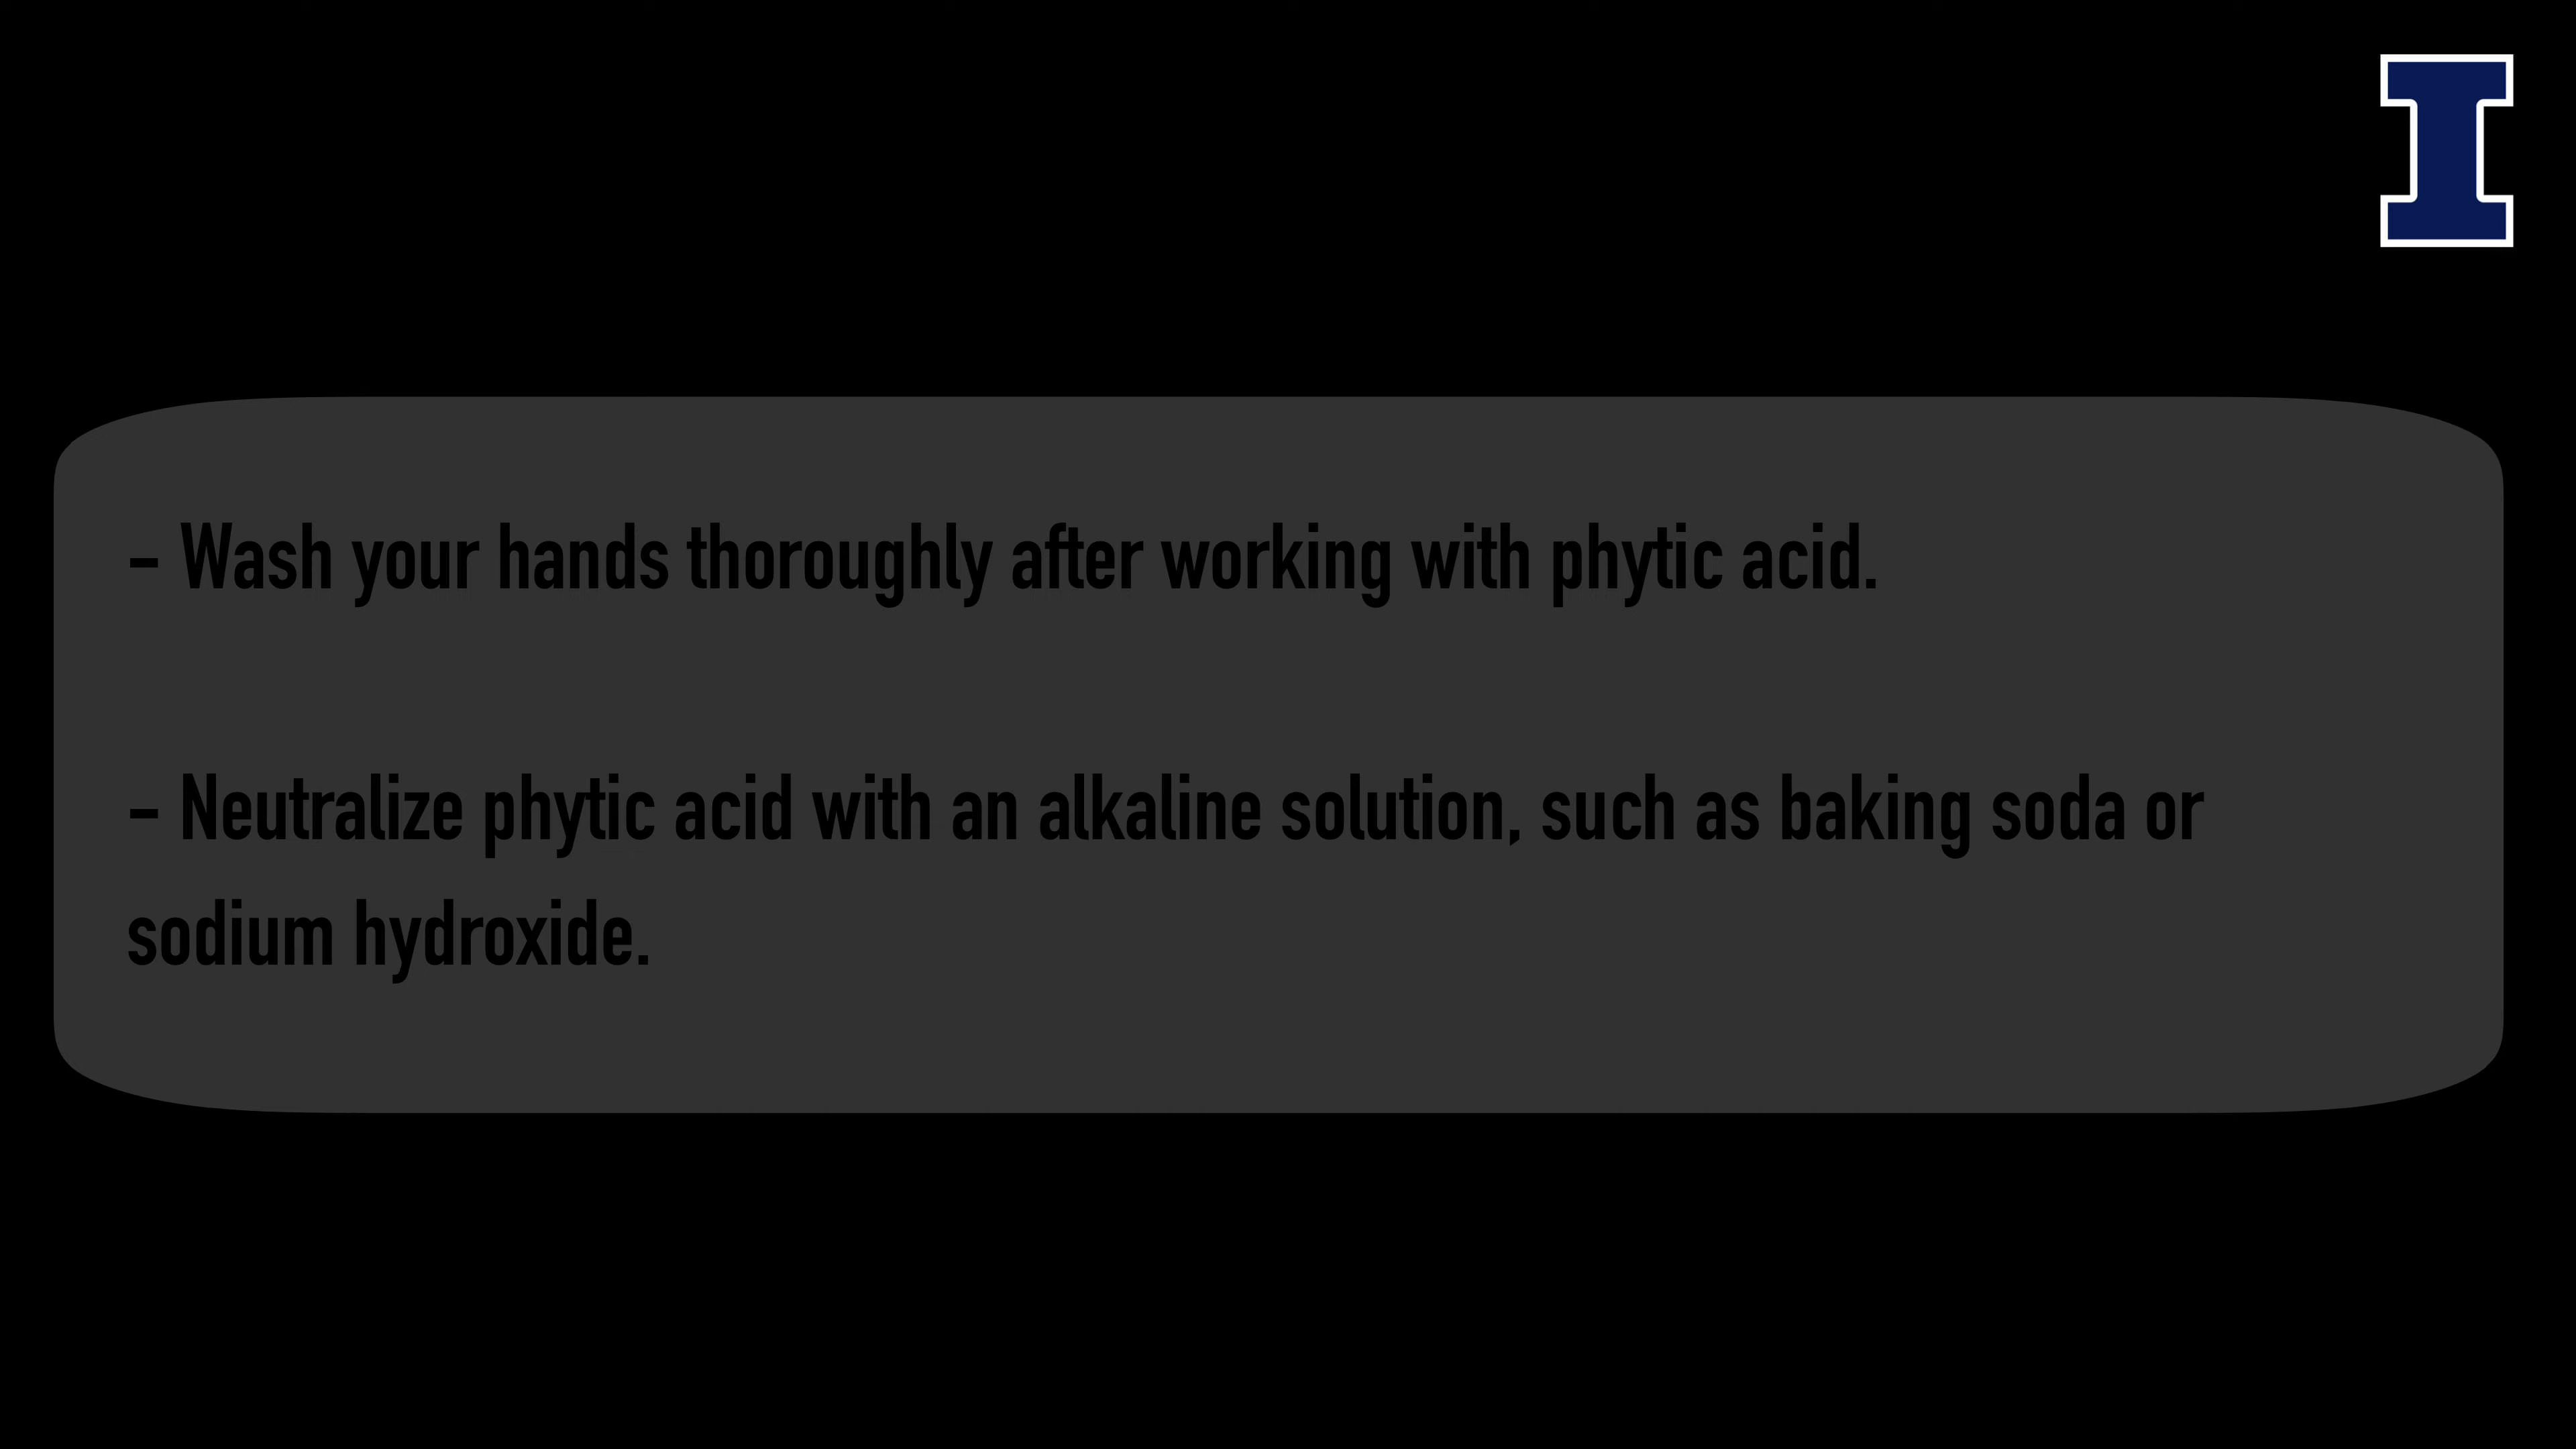 I
- Wash your hands thoroughly after working with phytic acid.
- Neutralize phytic acid with an alkaline solution, such as baking soda or
sodium hydroxide.